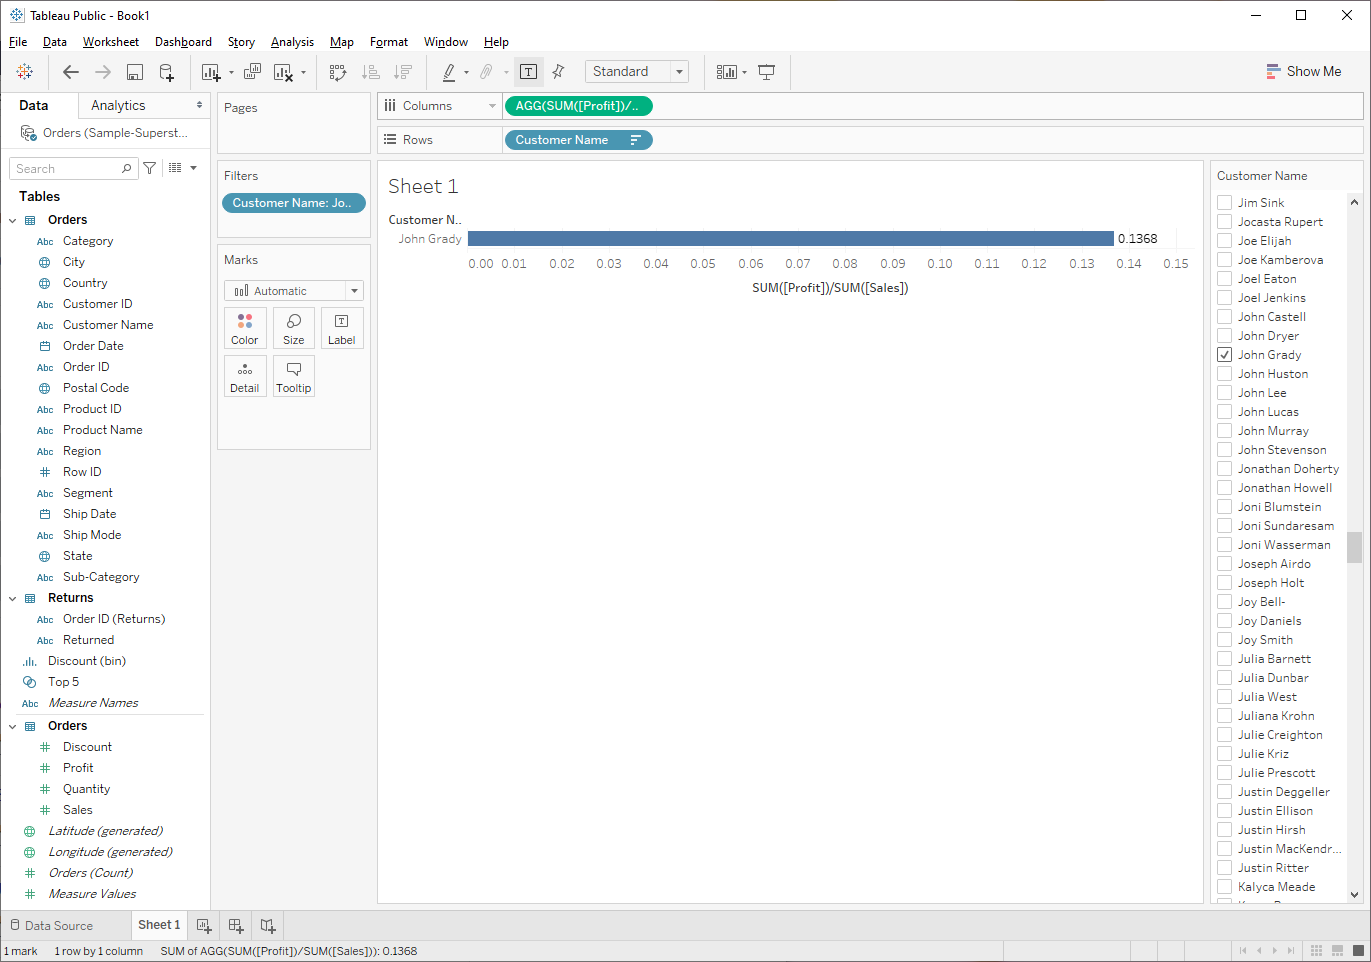 Tableau Public - Book1
File Data Worksheet Dashboard Story Analysis Map Format Window Help
Standard
Show Me
Data
Analytics
Orders (Sample-Superst...
Search
Tables
Orders
Abc Category
City
Country
Abc Customer ID
Abc Customer Name
Order Date
Abc Order ID
Postal Code
Abc Product ID
Abc Product Name
Abc Region
Row ID
Abc Segment
Ship Date
Abc Ship Mode
State
Abc Sub-Category
Returns
Abc Order ID (Returns)
Abc Returned
Discount (bin)
Top 5
Abc Measure Names
Orders
Discount
Profit
Quantity
Sales
Latitude (generated)
Longitude (generated)
Orders (Count)
Measure Values
Pages
Filters
Customer Name: Jo..
Marks
Automatic
Color
Size
Label
Detail
Tooltip
Columns
AGG(SUM([Profit])/..
Rows
Customer Name
Sheet 1
Customer N..
John Grady
0.1368
0.00 0.01 0.02 0.03 0.04 0.05 0.06 0.07 0.08 0.09 0.10 0.11 0.12 0.13 0.14 0.15
SUM([Profit])/SUM([Sales])
Customer Name
Jim Sink
Jocasta Rupert
Joe Elijah
Joe Kamberova
Joel Eaton
Joel Jenkins
John Castell
John Dryer
John Grady
John Huston
John Lee
John Lucas
John Murray
John Stevenson
Jonathan Doherty
Jonathan Howell
Joni Blumstein
Joni Sundaresam
Joni Wasserman
Joseph Airdo
Joseph Holt
Joy Bell-
Joy Daniels
Joy Smith
Julia Barnett
Julia Dunbar
Julia West
Juliana Krohn
Julie Creighton
Julie Kriz
Julie Prescott
Justin Deggeller
Justin Ellison
Justin Hirsh
Justin MacKendr...
Justin Ritter
Kalyca Meade
Data Source
Sheet 1
1 mark
1 row by 1 column
SUM of AGG(SUM([Profit])/SUM([Sales])): 0.1368